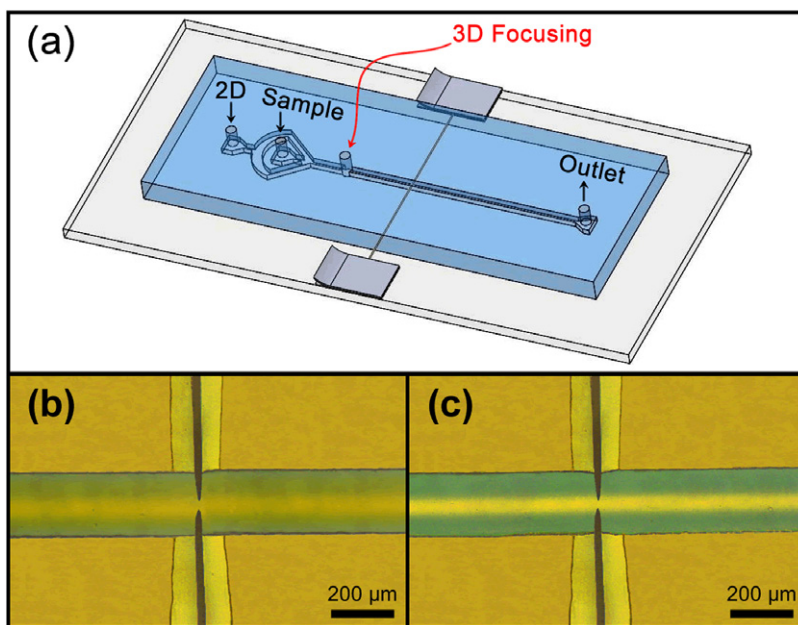 (a)
3D Focusing
2D
Sample
Outlet
(b)
(c)
200 µm
200 µm